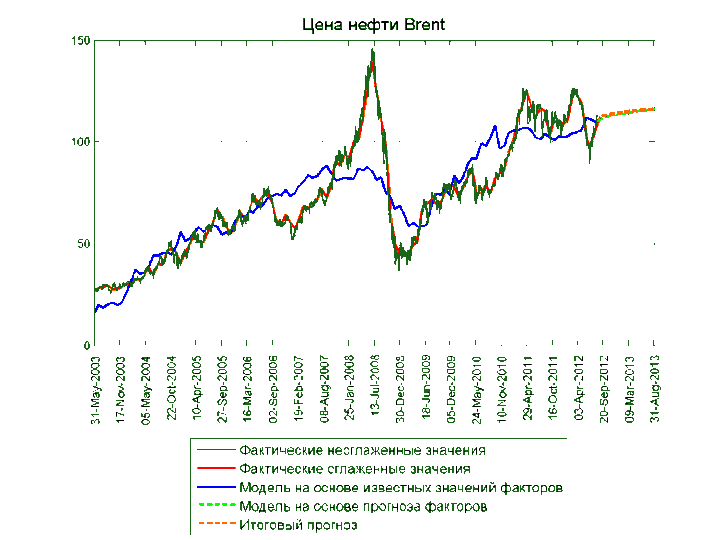 Цена нефти Brent
150
100
50
0
31-May-2003
17-Nov-2003
05-May-2004
22-Oct-2004
10-Apr-2005
27-Sep-2005
16-Mar-2006
02-Sep-2006
19-Feb-2007
08-Aug-2007
25-Jan-2008
13-Jul-2008
30-Dec-2008
18-Jun-2009
05-Dec-2009
24-May-2010
10-Nov-2010
29-Apr-2011
16-Oct-2011
03-Apr-2012
20-Sep-2012
09-Mar-2013
31-Aug-2013
Фактические несглаженные значения
Фактические сглаженные значения
Модель на основе известных значений факторов
Модель на основе прогноза факторов
Итоговый прогноз